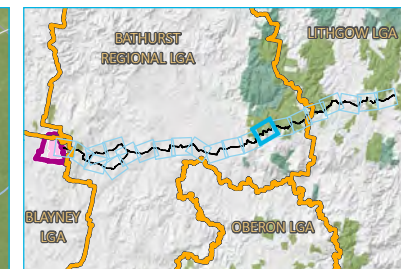 BATHURST
REGIONAL LGA
LITHGOW LGA
BLAYNEY
LGA
OBERON LGA